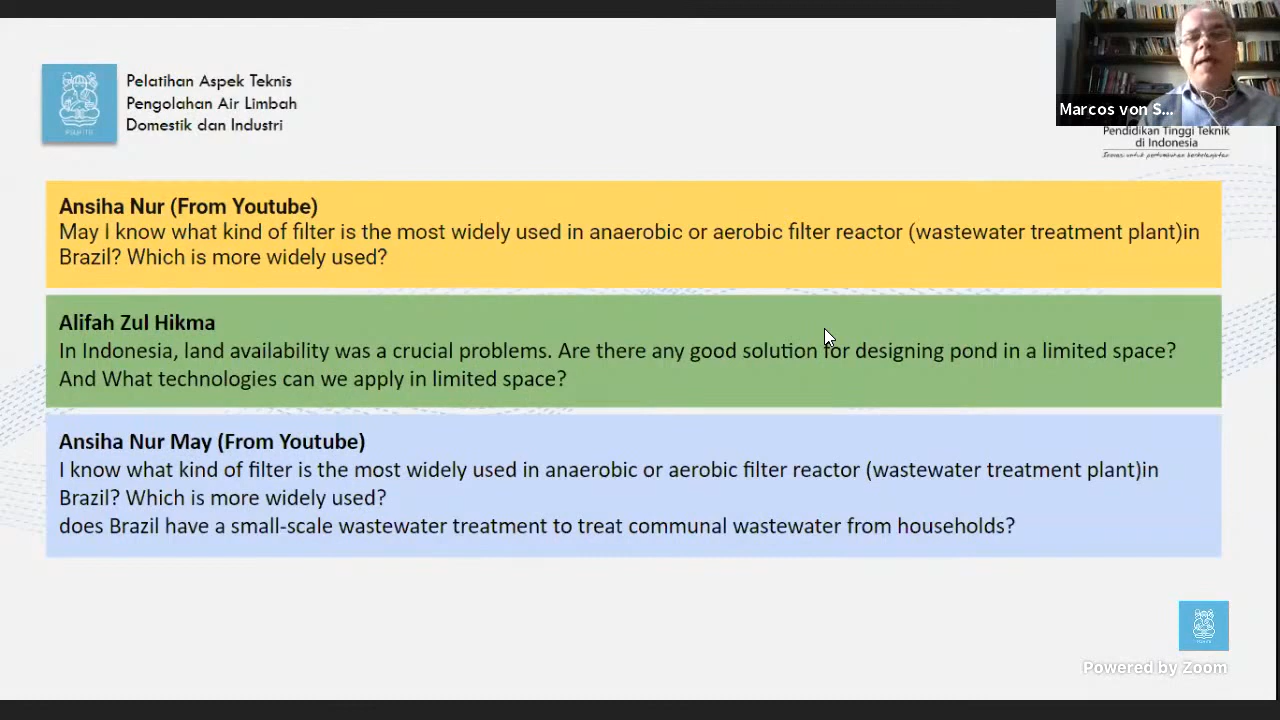 Pelatihan Aspek Teknis
Pengolahan Air Limbah
Domestik dan Industri
Marcos von S...
Pendidikan Tinggi Teknik
di Indonesia
Ansiha Nur (From Youtube)
May I know what kind of filter is the most widely used in anaerobic or aerobic filter reactor (wastewater treatment plant)in
Brazil? Which is more widely used?
Alifah Zul Hikma
In Indonesia, land availability was a crucial problems. Are there any good solution for designing pond in a limited space?
And What technologies can we apply in limited space?
Ansiha Nur May (From Youtube)
I know what kind of filter is the most widely used in anaerobic or aerobic filter reactor (wastewater treatment plant)in
Brazil? Which is more widely used?
does Brazil have a small-scale wastewater treatment to treat communal wastewater from households?
Powered by Zoom